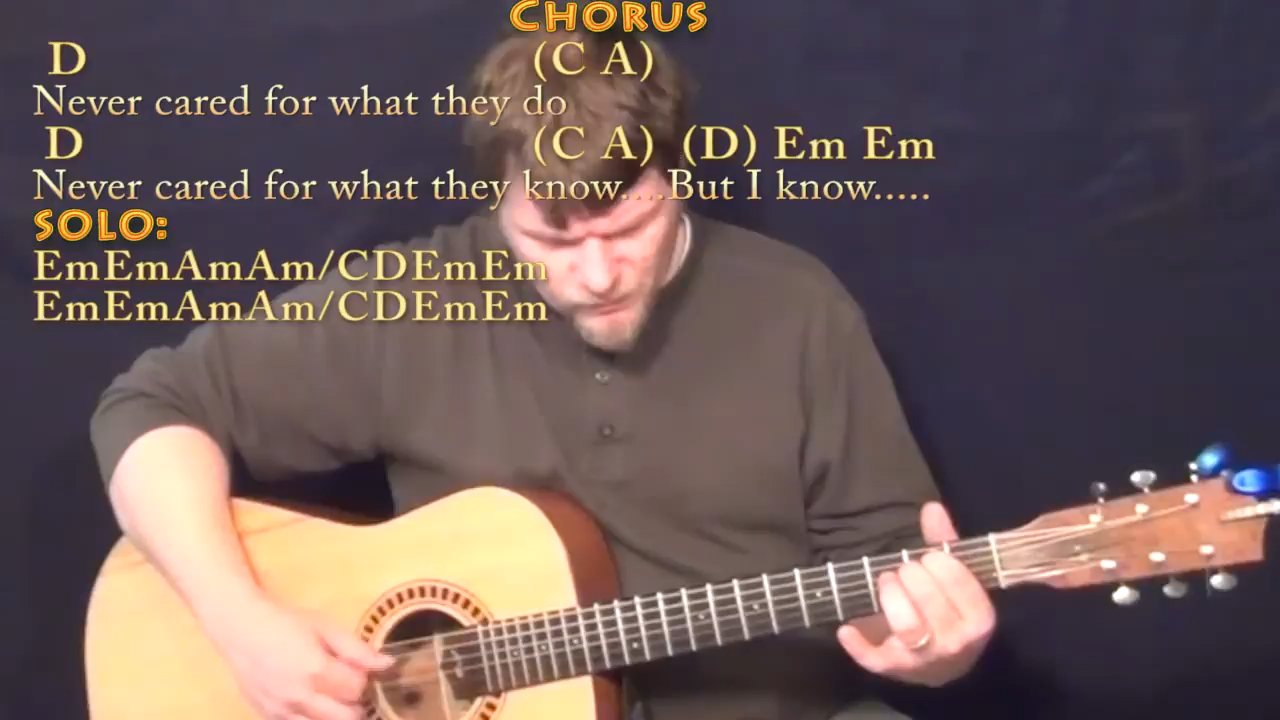 CHORUS
D (C A)
Never cared for what they do
D (C A) (D) Em Em
Never cared for what they know....But I know.....
SOLO:
EmEmAmAm/CDEmEm
EmEmAmAm/CDEmEm